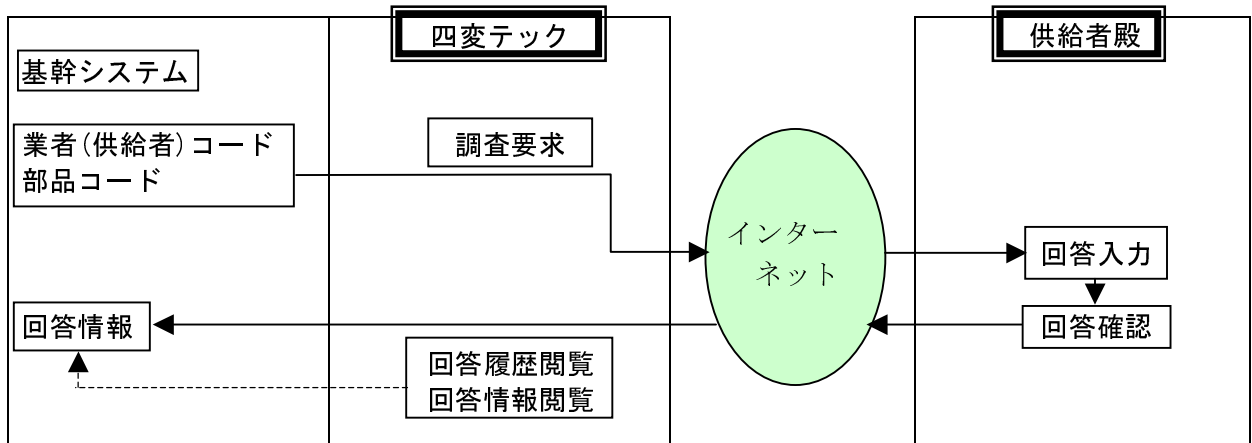 四変テック
供給者殿
基幹システム
業者(供給者)コード
部品コード
調査要求
インター
ネット
回答入力
回答情報
回答確認
回答履歴閲覧
回答情報閲覧